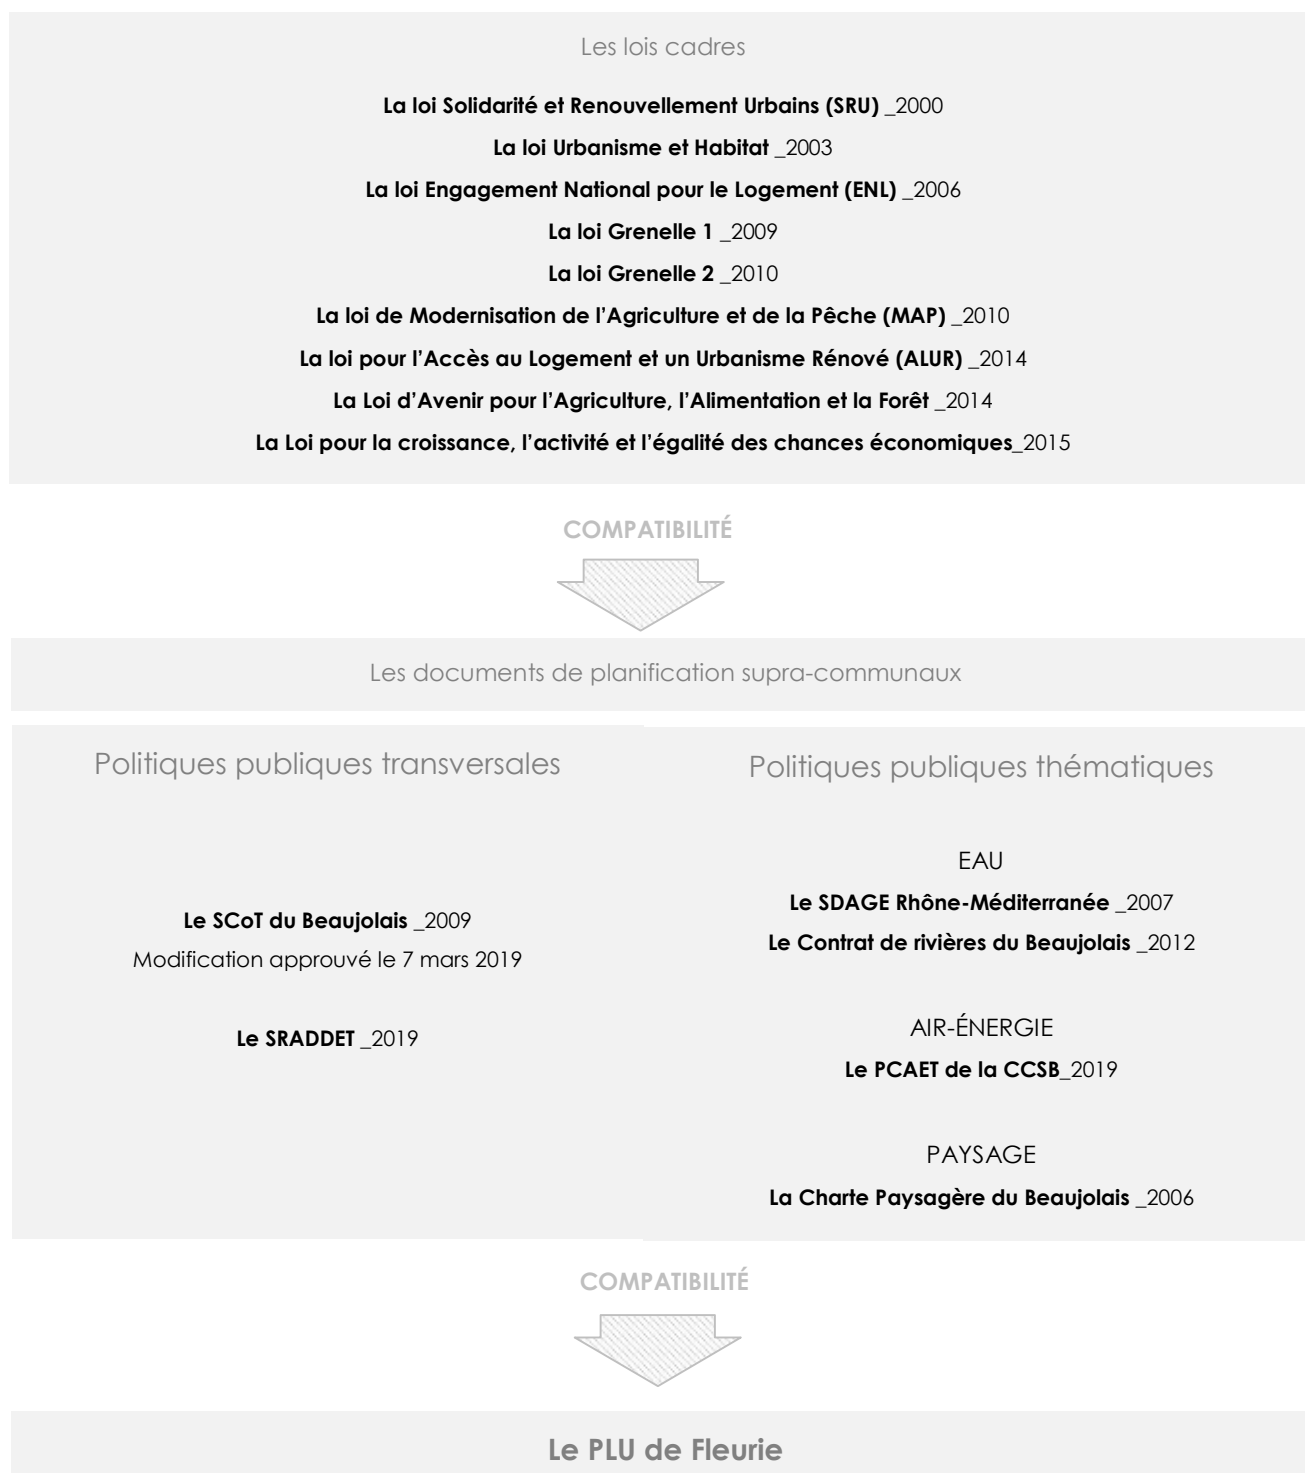 Les lois cadres
La loi Solidarité et Renouvellement Urbains (SRU) _2000
La loi Urbanisme et Habitat _2003
La loi Engagement National pour le Logement (ENL) _2006
La loi Grenelle 1 _2009
La loi Grenelle 2 _2010
La loi de Modernisation de l’Agriculture et de la Pêche (MAP) _2010
La loi pour l’Accès au Logement et un Urbanisme Rénové (ALUR) _2014
La Loi d’Avenir pour l’Agriculture, l’Alimentation et la Forêt _2014
La Loi pour la croissance, l’activité et l’égalité des chances économiques_2015
COMPATIBILITÉ
Les documents de planification supra-communaux
Politiques publiques transversales
Le SCoT du Beaujolais _2009
Modification approuvé le 7 mars 2019
Le SRADDET _2019
Politiques publiques thématiques
EAU
Le SDAGE Rhône-Méditerranée _2007
Le Contrat de rivières du Beaujolais _2012
AIR-ÉNERGIE
Le PCAET de la CCSB_2019
PAYSAGE
La Charte Paysagère du Beaujolais _2006
COMPATIBILITÉ
Le PLU de Fleurie